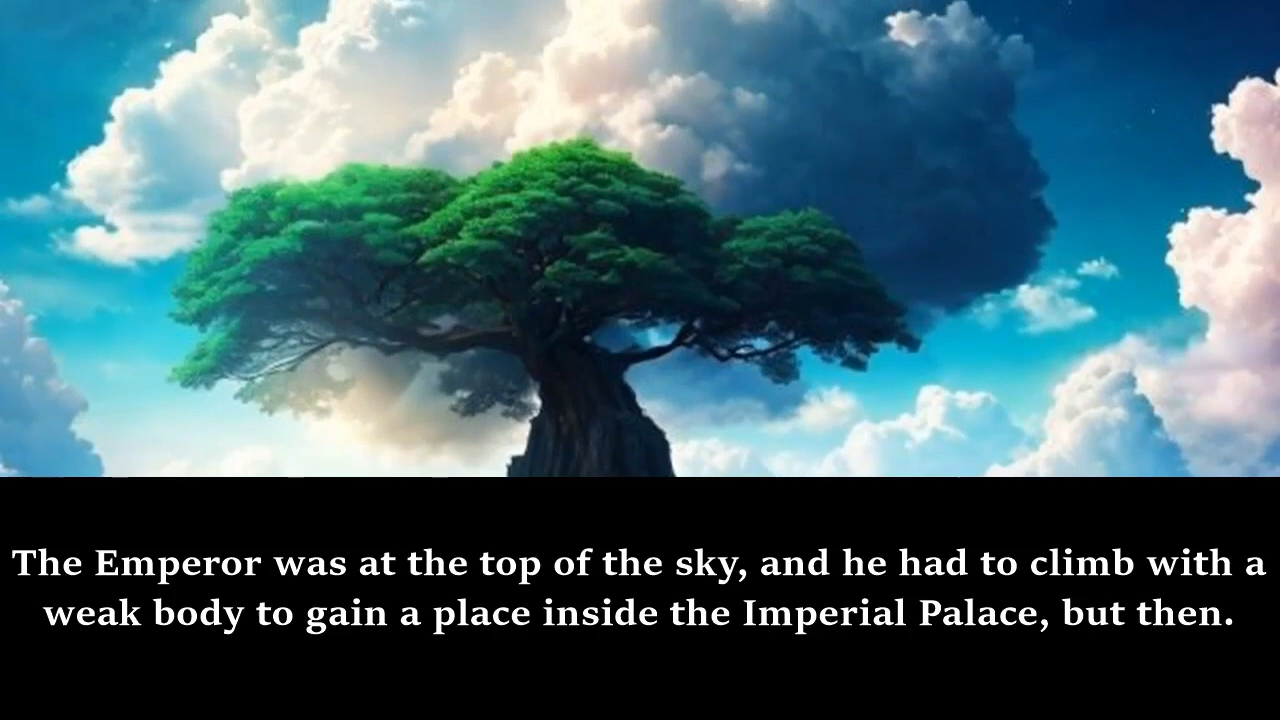 The Emperor was at the top of the sky, and he had to climb with a
weak body to gain a place inside the Imperial Palace, but then.